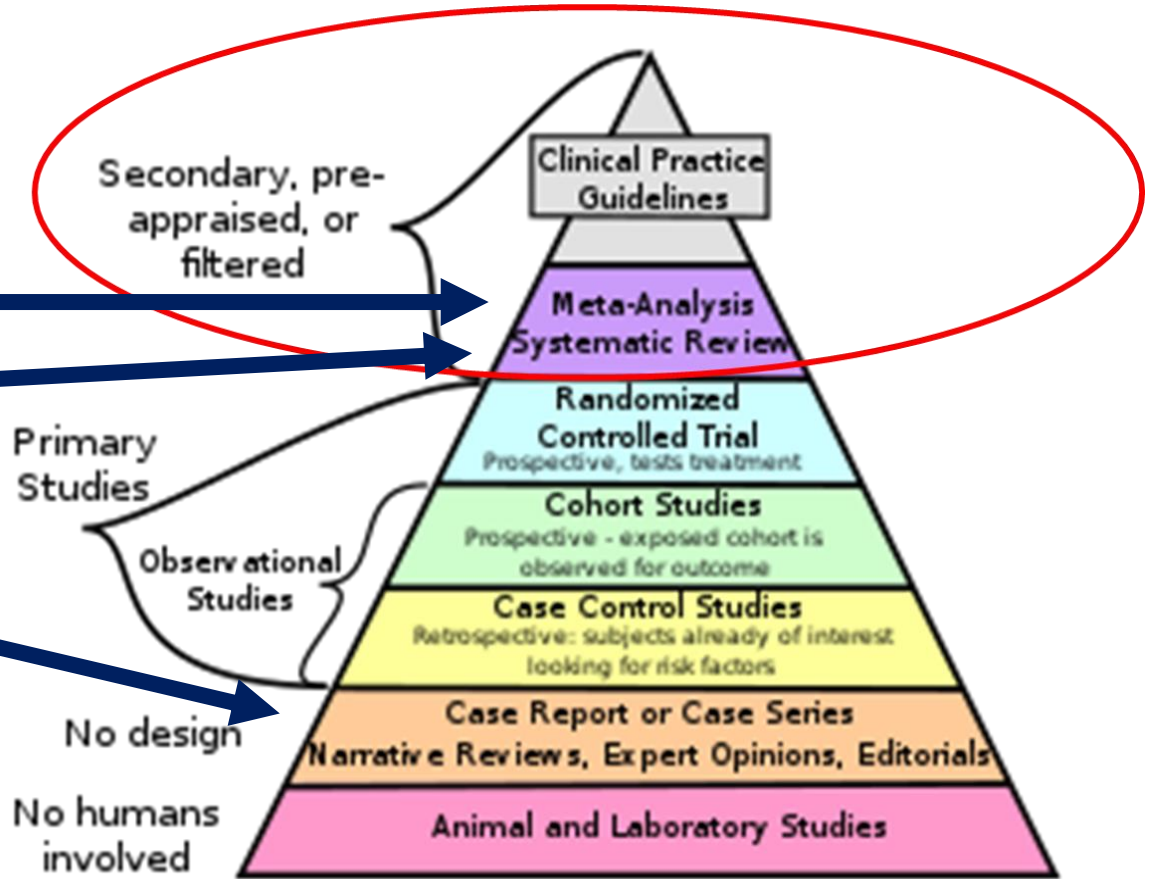 Clinical Practice
Guidelines
Secondary, pre-
appraised, or
filtered
Meta-Analysis
Systematic Review
Randomized
Controlled Trial
Prospective, tests treatment
Primary
Studies
Cohort Studies
Prospective - exposed cohort is
observed for outcome
Observational
Studies
Case Control Studies
Retrospective: subjects already of interest
looking for risk factors
No design
Case Report or Case Series
Narrative Reviews, Expert Opinions, Editorials
No humans
involved
Animal and Laboratory Studies